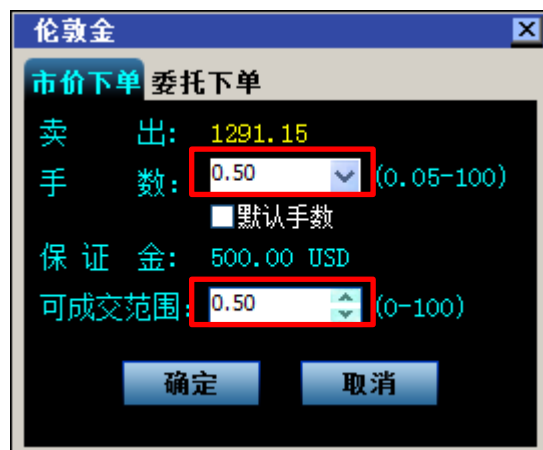 伦敦金
市价下单 委托下单
卖 出: 1291.15
手 数: 0.50 (0.05-100)
默认手数
保 证 金: 500.00 USD
可成交范围: 0.50 (0-100)
确定 取消